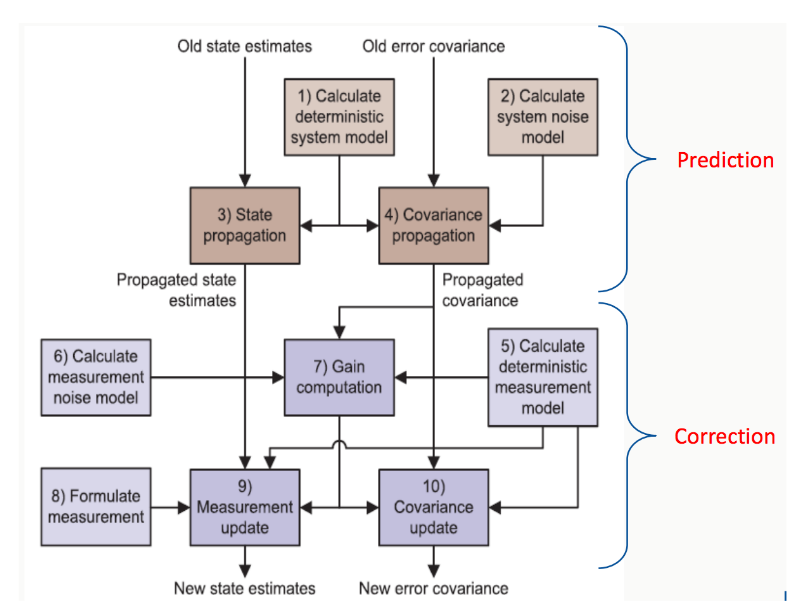 Old state estimates
Old error covariance
1) Calculate
deterministic
system model
2) Calculate
system noise
model
Prediction
3) State
propagation
4) Covariance
propagation
Propagated state
estimates
Propagated
covariance
6) Calculate
measurement
noise model
7) Gain
computation
5) Calculate
deterministic
measurement
model
Correction
8) Formulate
measurement
9)
Measurement
update
10)
Covariance
update
New state estimates
New error covariance